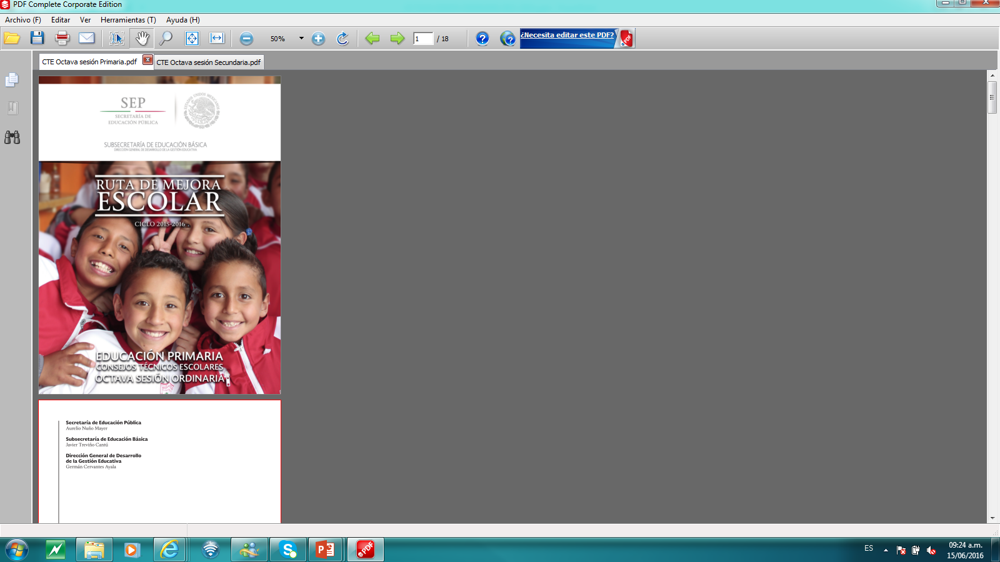 PDF Complete Corporate Edition
Archivo (F) Editar Ver Herramientas (T) Ayuda (H)
50% 1 / 18 ¿Necesita editar este PDF?
CTE Octava sesión Primaria.pdf CTE Octava sesión Secundaria.pdf
SEP
SECRETARÍA DE
EDUCACIÓN PÚBLICA
ESTADOS UNIDOS MEXICANOS
SUBSECRETARÍA DE EDUCACIÓN BÁSICA
DIRECCIÓN GENERAL DE DESARROLLO DE LA GESTIÓN EDUCATIVA
RUTA DE MEJORA
ESCOLAR
CICLO 2015-2016
EDUCACIÓN PRIMARIA
CONSEJOS TÉCNICOS ESCOLARES
OCTAVA SESIÓN ORDINARIA
Secretaría de Educación Pública
Aurelio Nuño Mayer
Subsecretaría de Educación Básica
Javier Treviño Cantú
Dirección General de Desarrollo
de la Gestión Educativa
Germán Cervantes Ayala
ES
09:24 a.m.
15/06/2016